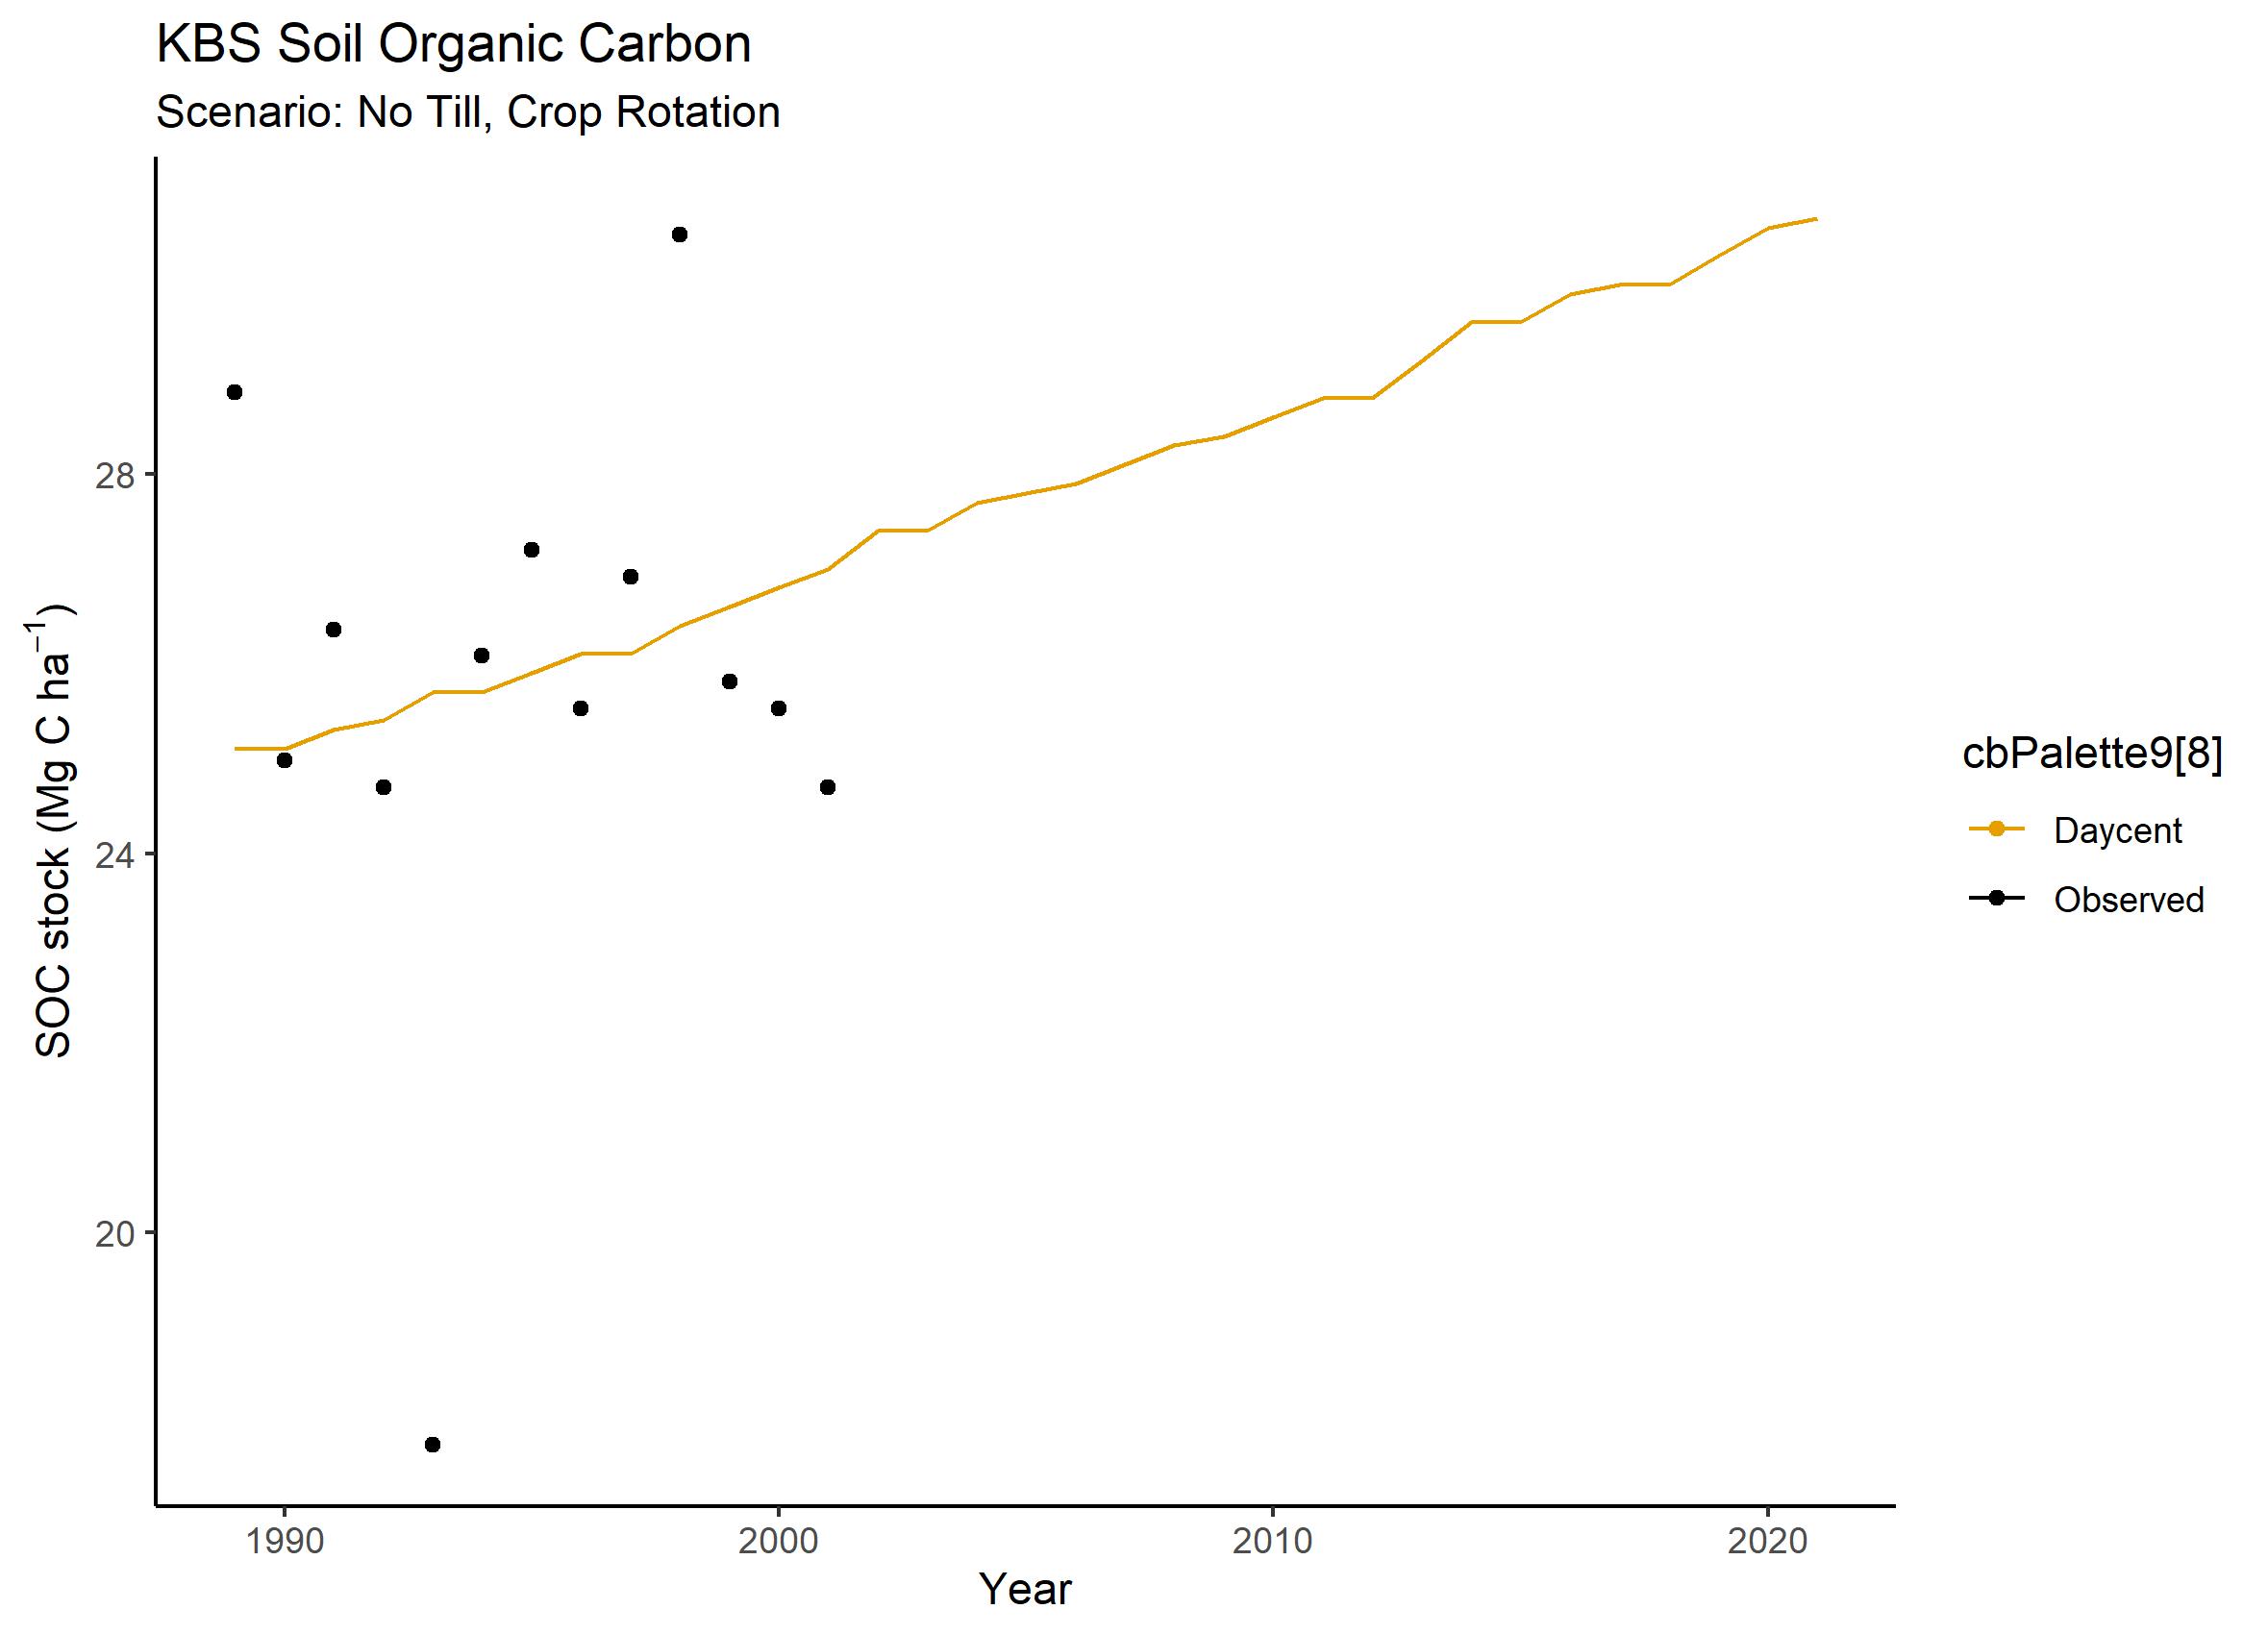 KBS Soil Organic Carbon
Scenario: No Till, Crop Rotation
28
24
20
SOC stock (Mg C ha⁻¹)
1990 2000 2010 2020
Year
cbPalette9[8]
Daycent
Observed